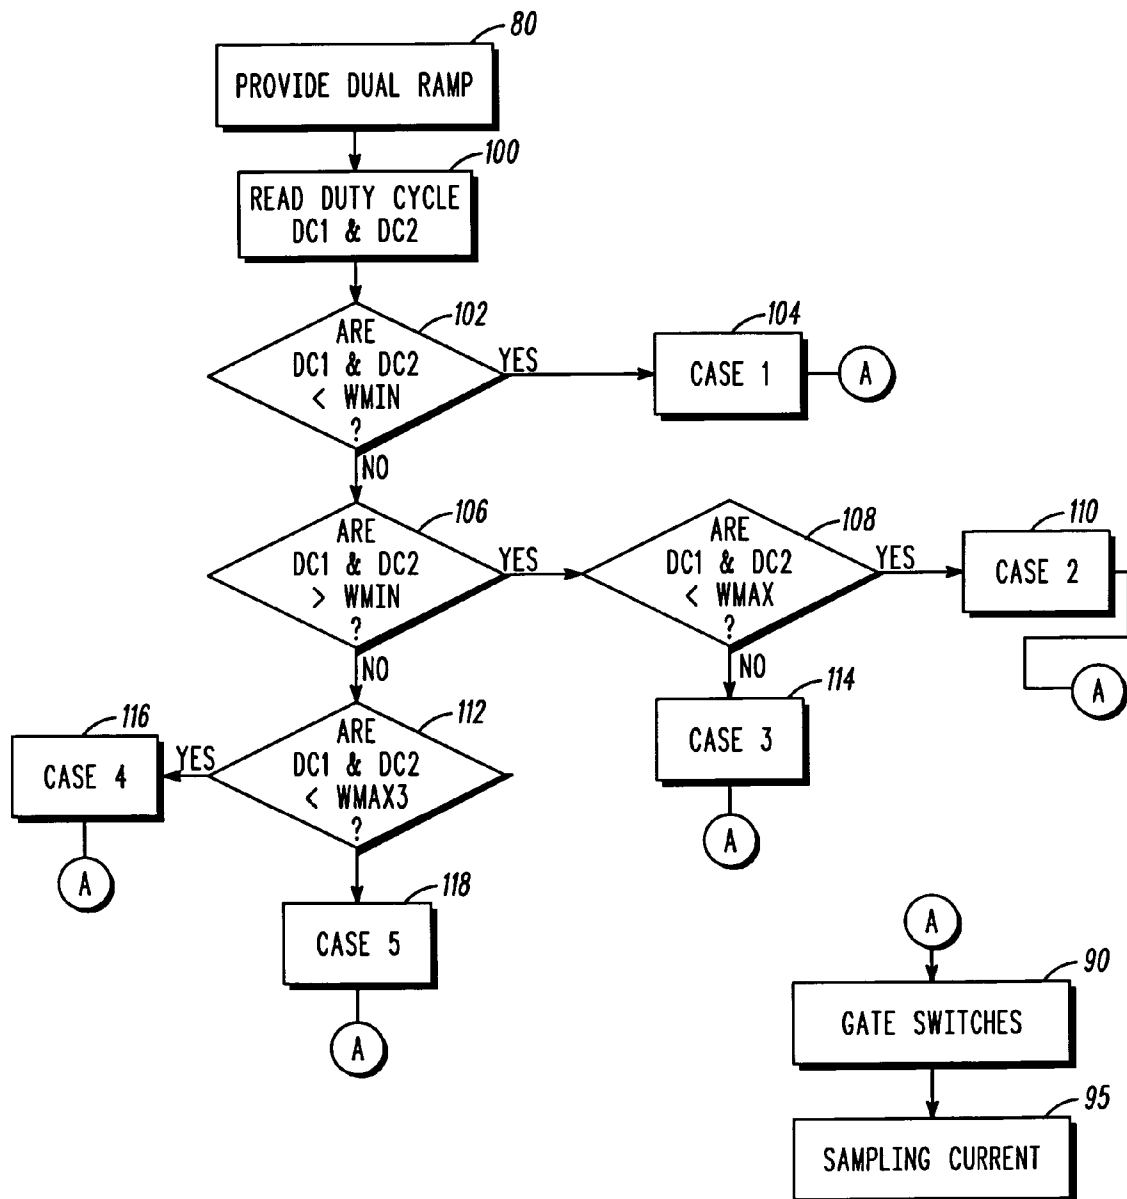 80
PROVIDE DUAL RAMP
100
READ DUTY CYCLE
DC1 & DC2
102
ARE
DC1 & DC2
< WMIN
?
YES
NO
104
CASE 1
A
106
ARE
DC1 & DC2
> WMIN
?
YES
NO
108
ARE
DC1 & DC2
< WMAX
?
YES
NO
110
CASE 2
A
114
CASE 3
A
112
ARE
DC1 & DC2
< WMAX3
?
YES
116
CASE 4
A
118
CASE 5
A
A
90
GATE SWITCHES
95
SAMPLING CURRENT